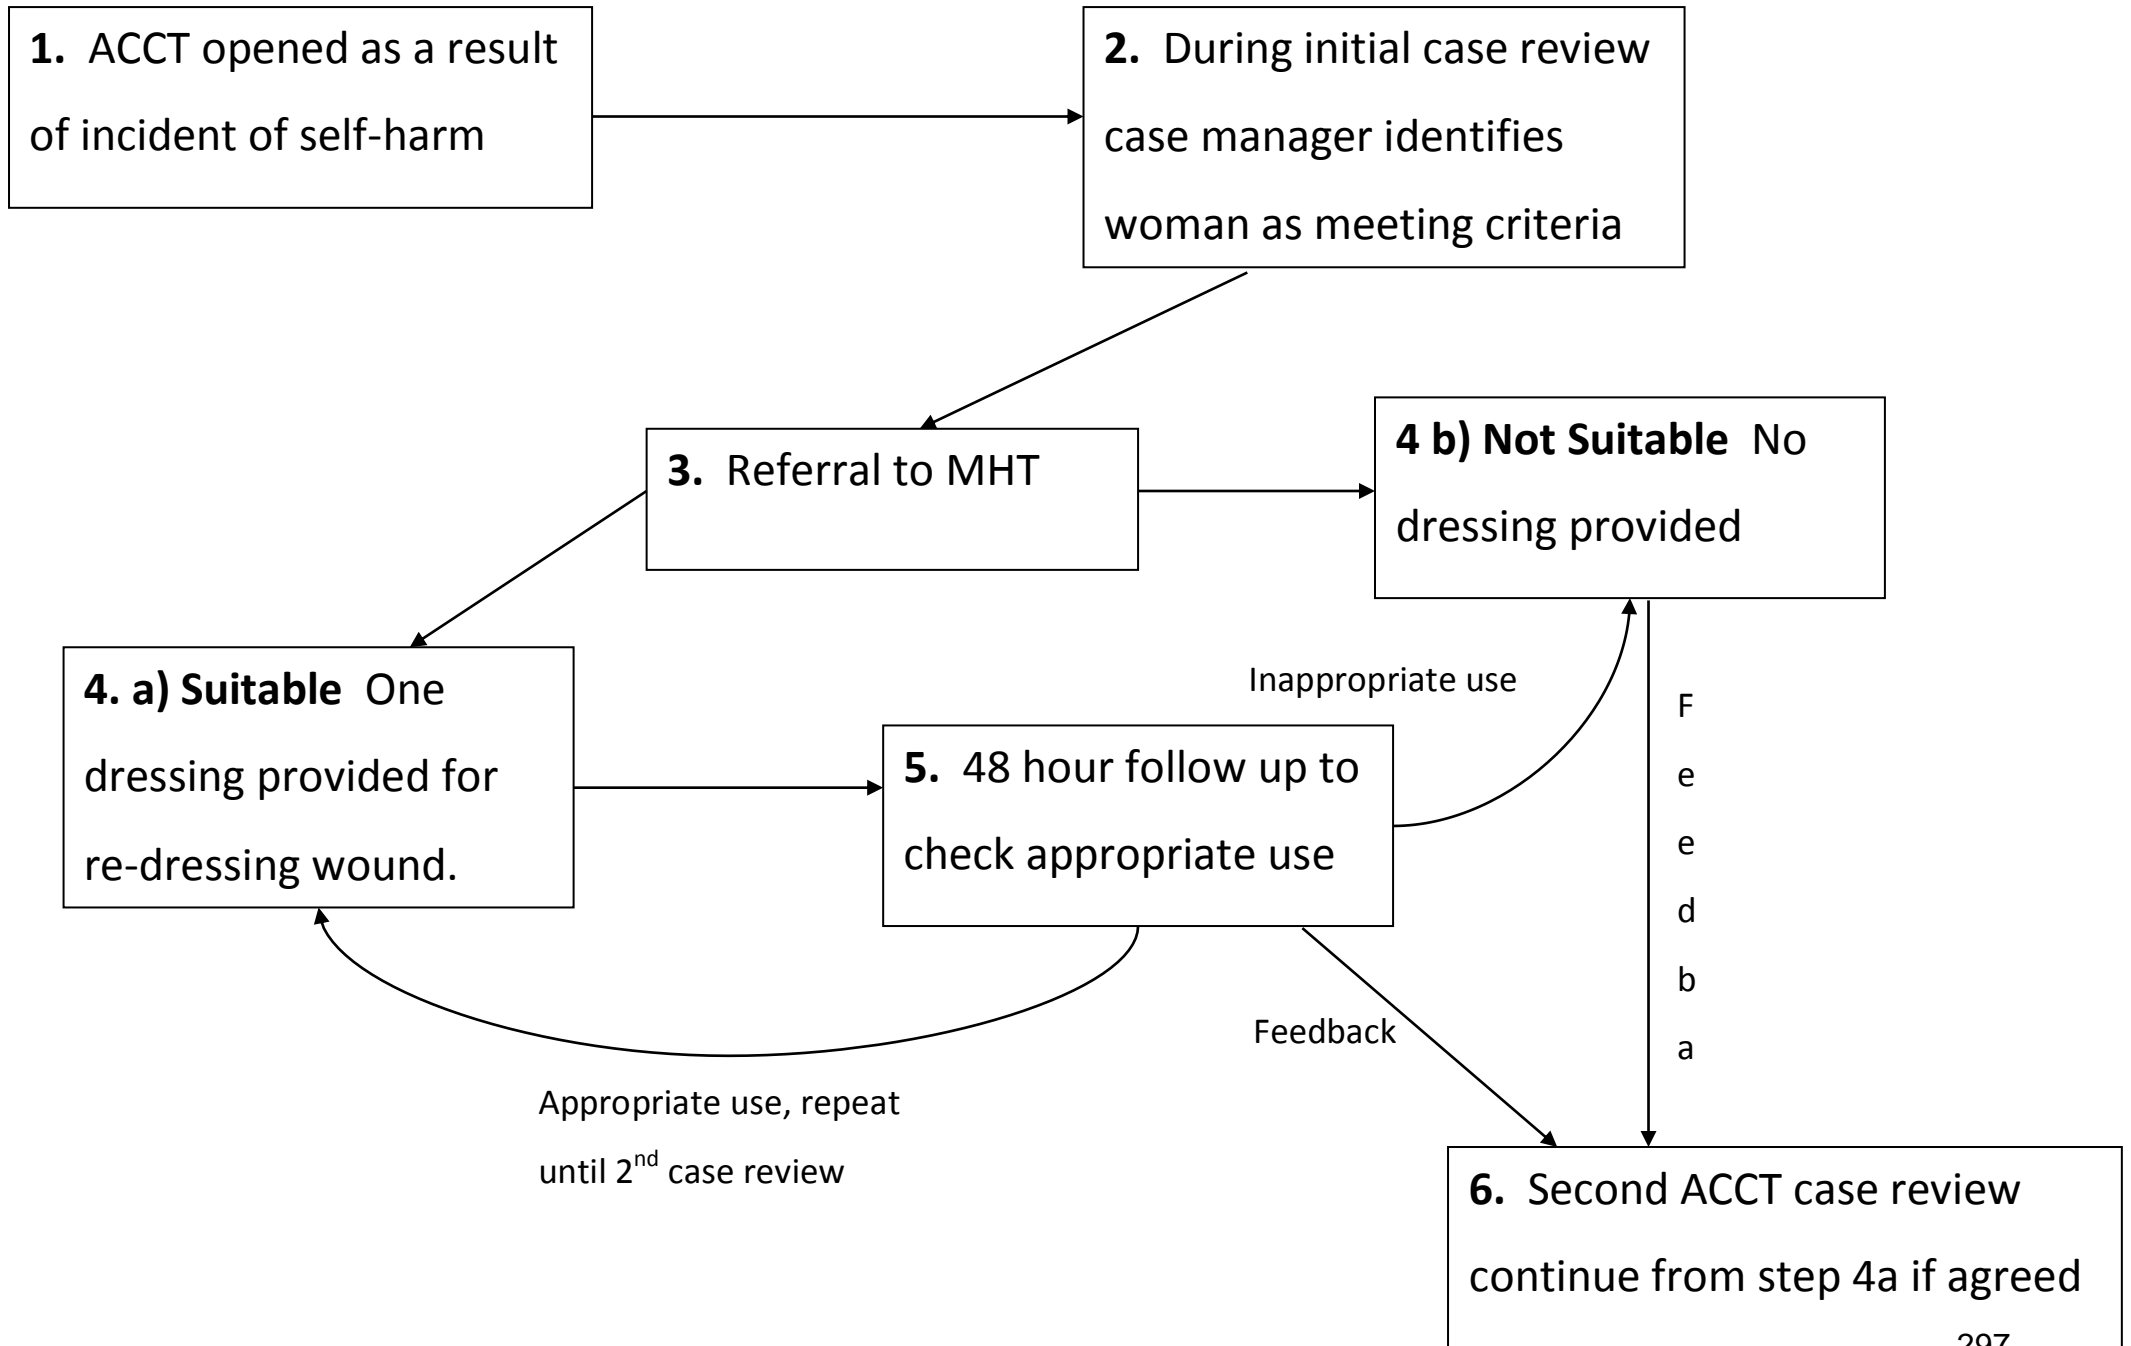 1. ACCT opened as a result
of incident of self-harm
2. During initial case review
case manager identifies
woman as meeting criteria
3. Referral to MHT
4 b) Not Suitable No
dressing provided
4. a) Suitable One
dressing provided for
re-dressing wound.
Inappropriate use
5. 48 hour follow up to
check appropriate use
F
e
e
d
b
a
Feedback
Appropriate use, repeat
until 2nd case review
6. Second ACCT case review
continue from step 4a if agreed
297